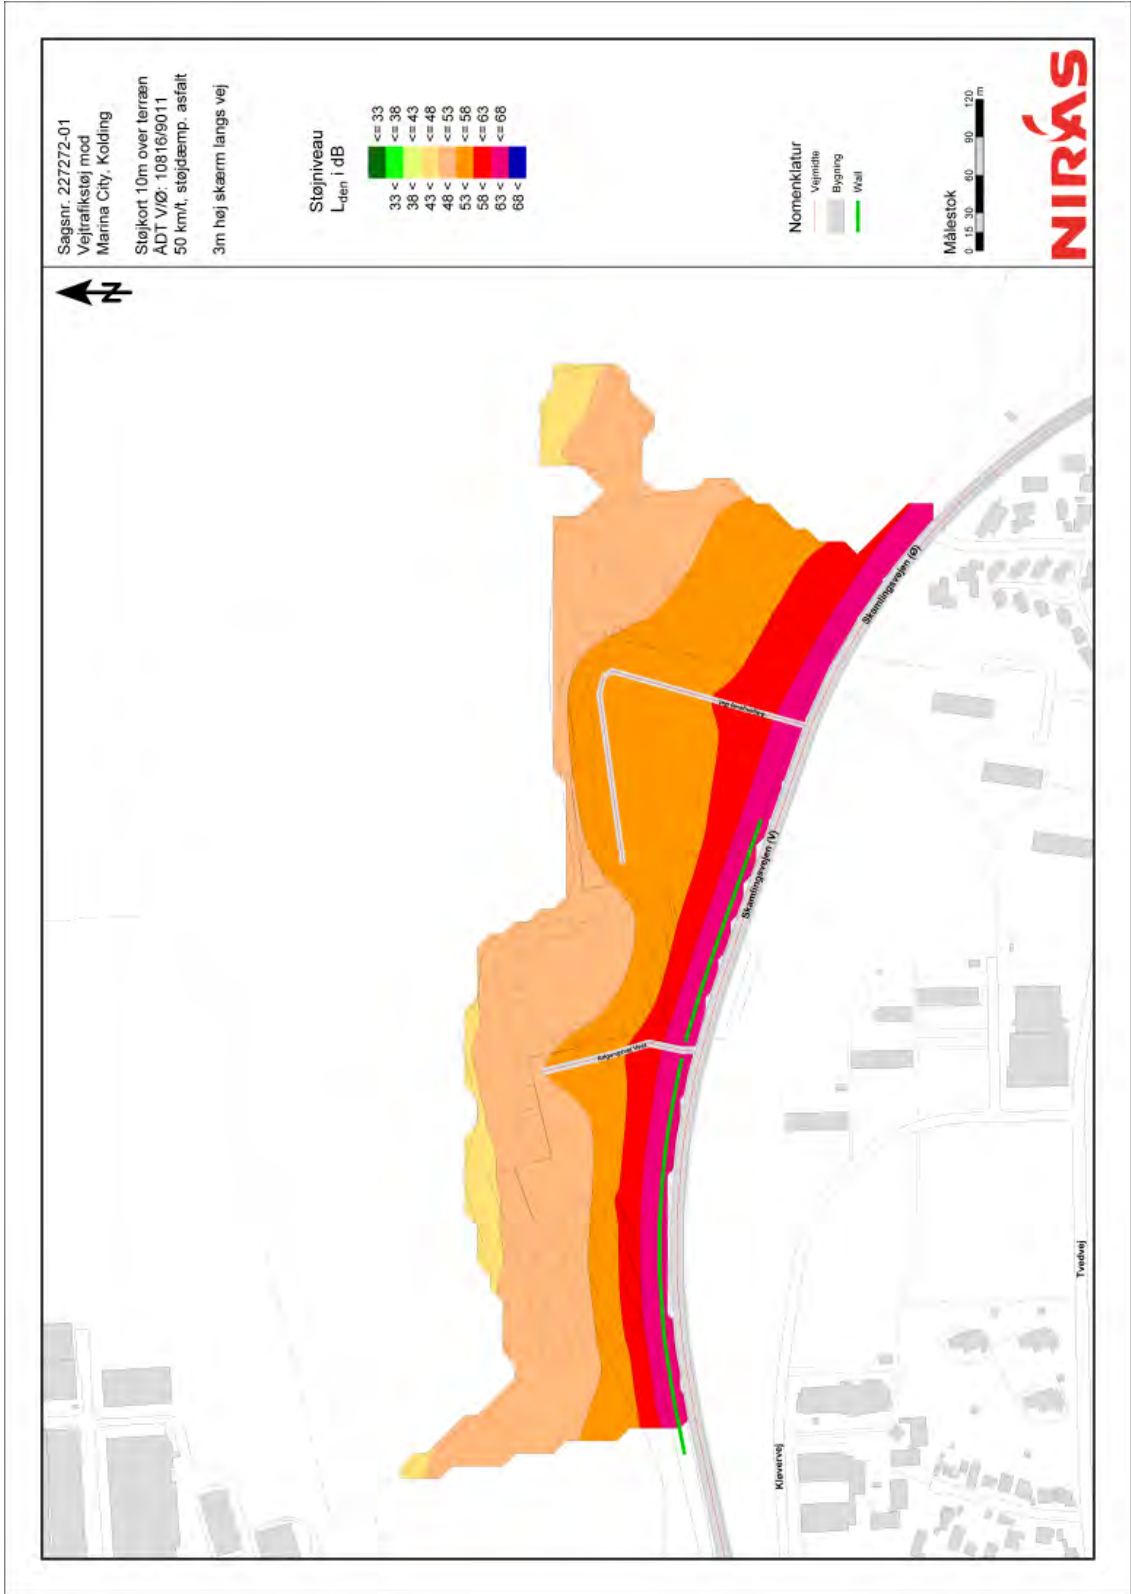 Sagsnr. 227272-01
Vejtrafikstøj mod
Marina City, Kolding
Støjkort 10m over terræn
ÅDT V/Ø: 10816/9011
50 km/t, støjdæmp. asfalt
3m høj skærm langs vej
Støjniveau
Lden i dB
<= 33
33 < <= 38
38 < <= 43
43 < <= 48
48 < <= 53
53 < <= 58
58 < <= 63
63 < <= 68
68 <
Nomenklatur
Vejmidte
Bygning
Wall
Målestok
0 15 30 60 90 120
m
NIRAS
N
Skamlingsvejen (Ø)
Skamlingsvejen (V)
Adgangsvej Vest
Kløvervej
Tvedvej